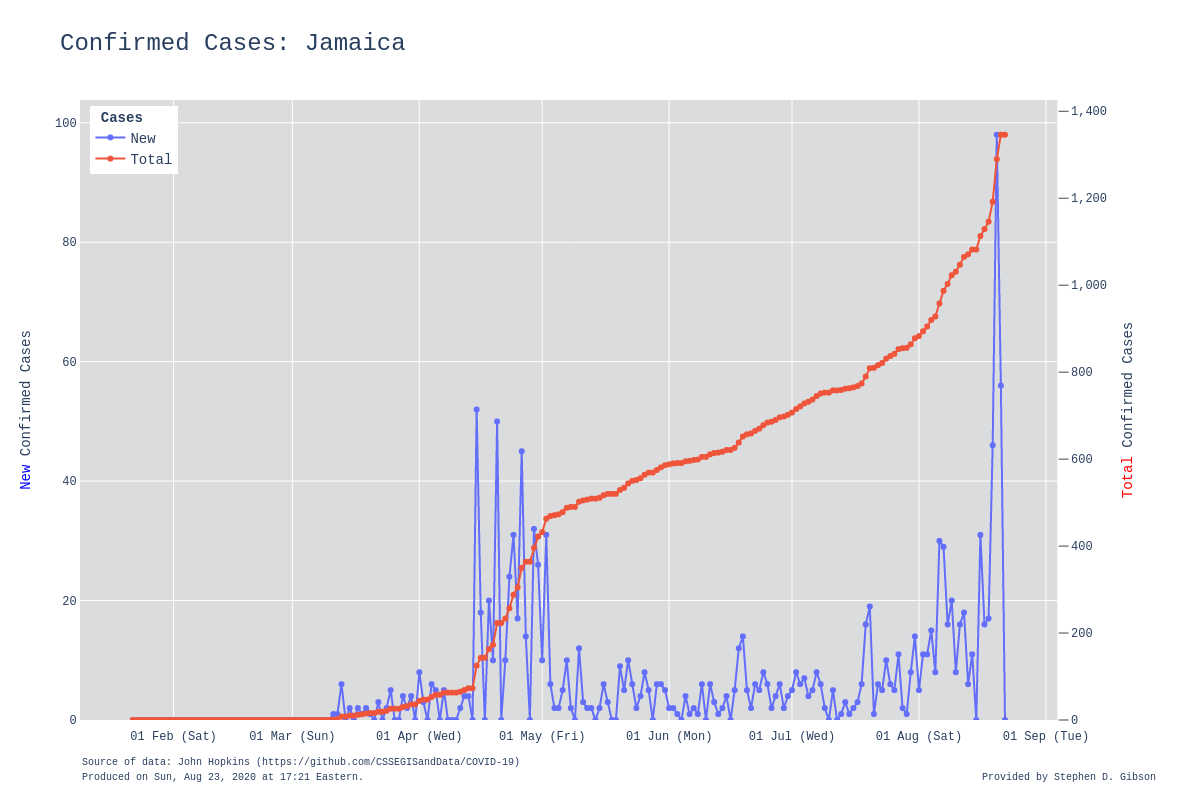 Confirmed Cases: Jamaica
Cases
New
Total
100
80
60
40
20
0
1,400
1,200
1,000
800
600
400
200
0
New Confirmed Cases
Total Confirmed Cases
01 Feb (Sat) 01 Mar (Sun) 01 Apr (Wed) 01 May (Fri) 01 Jun (Mon) 01 Jul (Wed) 01 Aug (Sat) 01 Sep (Tue)
Source of data: John Hopkins (https://github.com/CSSEGISandData/COVID-19)
Produced on Sun, Aug 23, 2020 at 17:21 Eastern.
Provided by Stephen D. Gibson